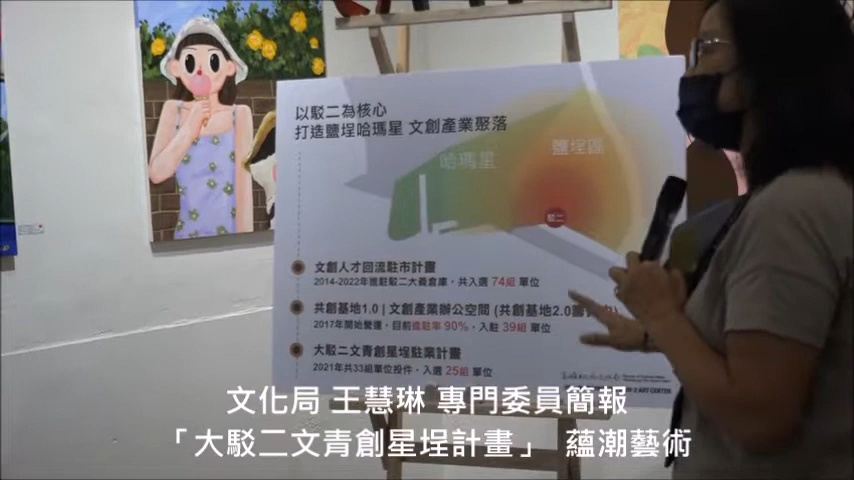 以駁二為核心
打造鹽埕哈瑪星 文創產業聚落
哈瑪星
鹽埕區
駁二
文創人才回流駐市計畫
2014-2022年進駐駁二大義倉庫，共入選 74組 單位
共創基地1.0 | 文創產業辦公空間 (共創基地2.0
2017年開始營運，目前進駐率 90%，入駐 39組 單位
大駁二文青創星埕駐業計畫
2021年共33組單位投件，入選 25組 單位
ART CENTER
文化局 王慧琳 專門委員簡報
「大駁二文青創星埕計畫」 蘊潮藝術